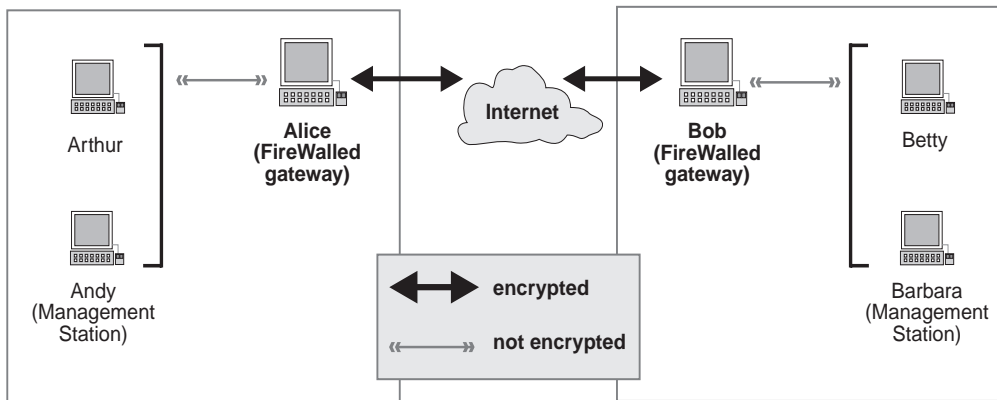 Arthur
Andy
(Management
Station)
Alice
(FireWalled
gateway)
Internet
Bob
(FireWalled
gateway)
Betty
Barbara
(Management
Station)
encrypted
not encrypted